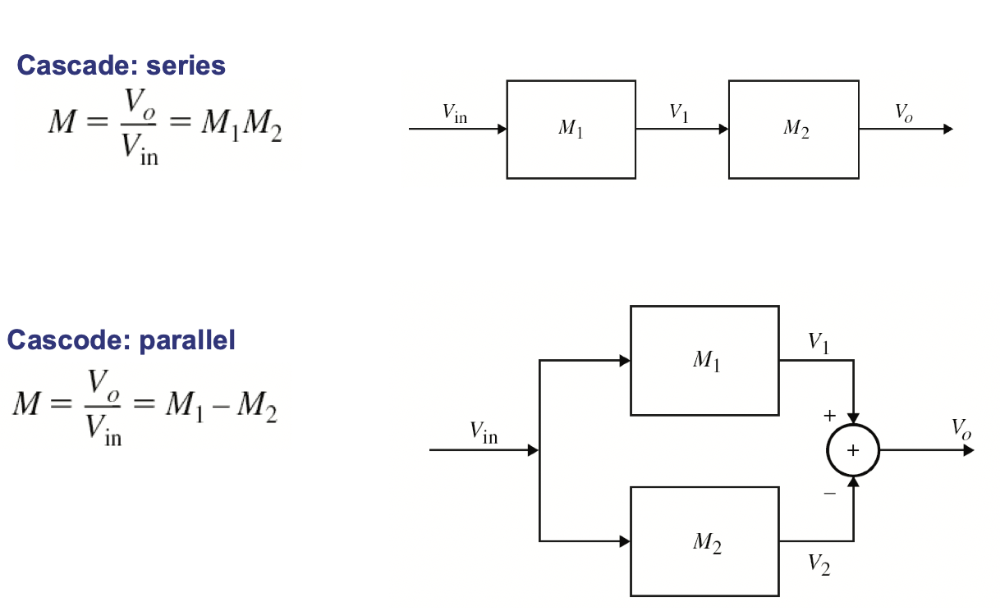 Cascade: series
M = V_o / V_in = M_1 M_2
V_in
M_1
V_1
M_2
V_o
Cascode: parallel
M = V_o / V_in = M_1 – M_2
V_in
M_1
V_1
+
+
V_o
–
M_2
V_2